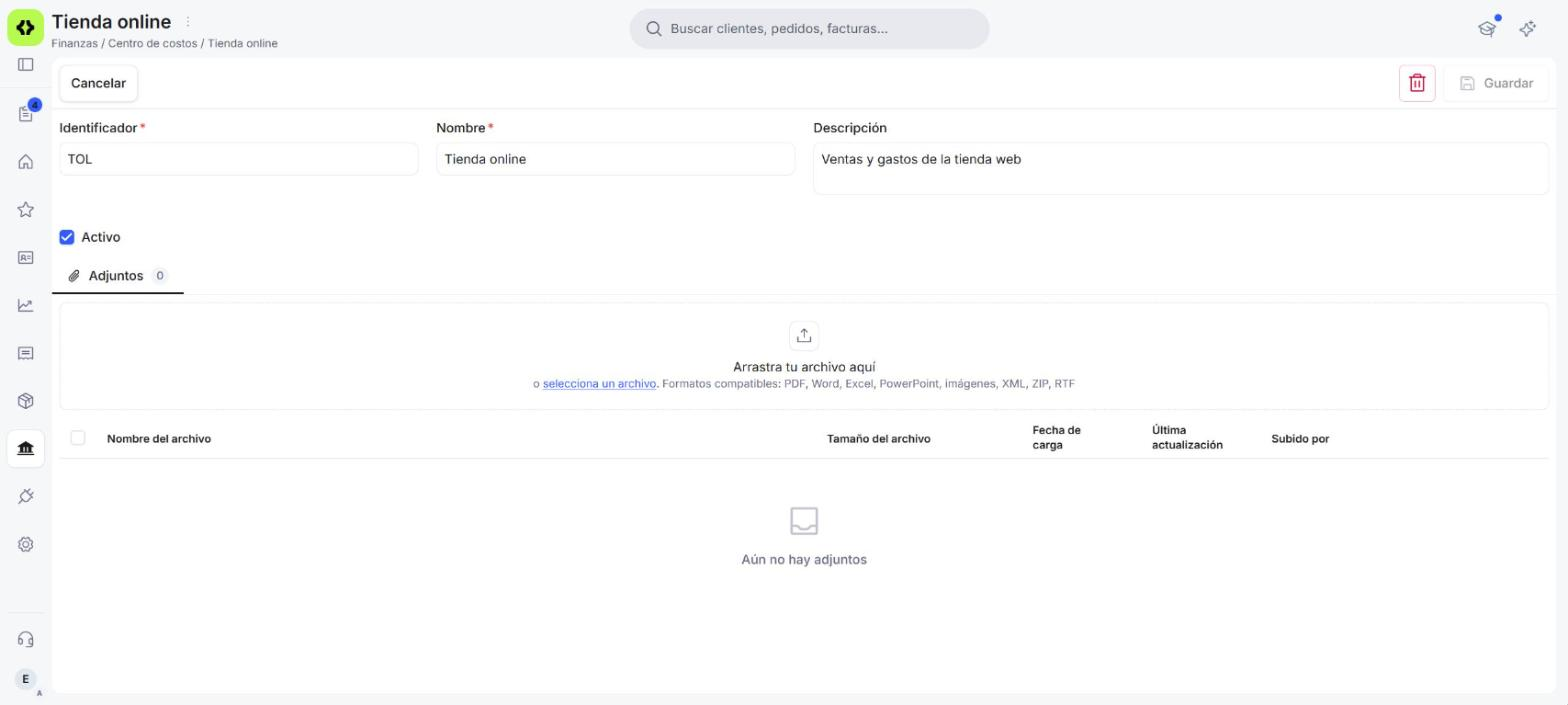 Tienda online
Finanzas / Centro de costos / Tienda online
Buscar clientes, pedidos, facturas...
4
Cancelar
Guardar
Identificador*
Nombre*
Descripción
TOL
Tienda online
Ventas y gastos de la tienda web
Activo
Adjuntos 0
Arrastra tu archivo aquí
o selecciona un archivo. Formatos compatibles: PDF, Word, Excel, PowerPoint, imágenes, XML, ZIP, RTF
Nombre del archivo
Tamaño del archivo
Fecha de
carga
Última
actualización
Subido por
Aún no hay adjuntos
E
A